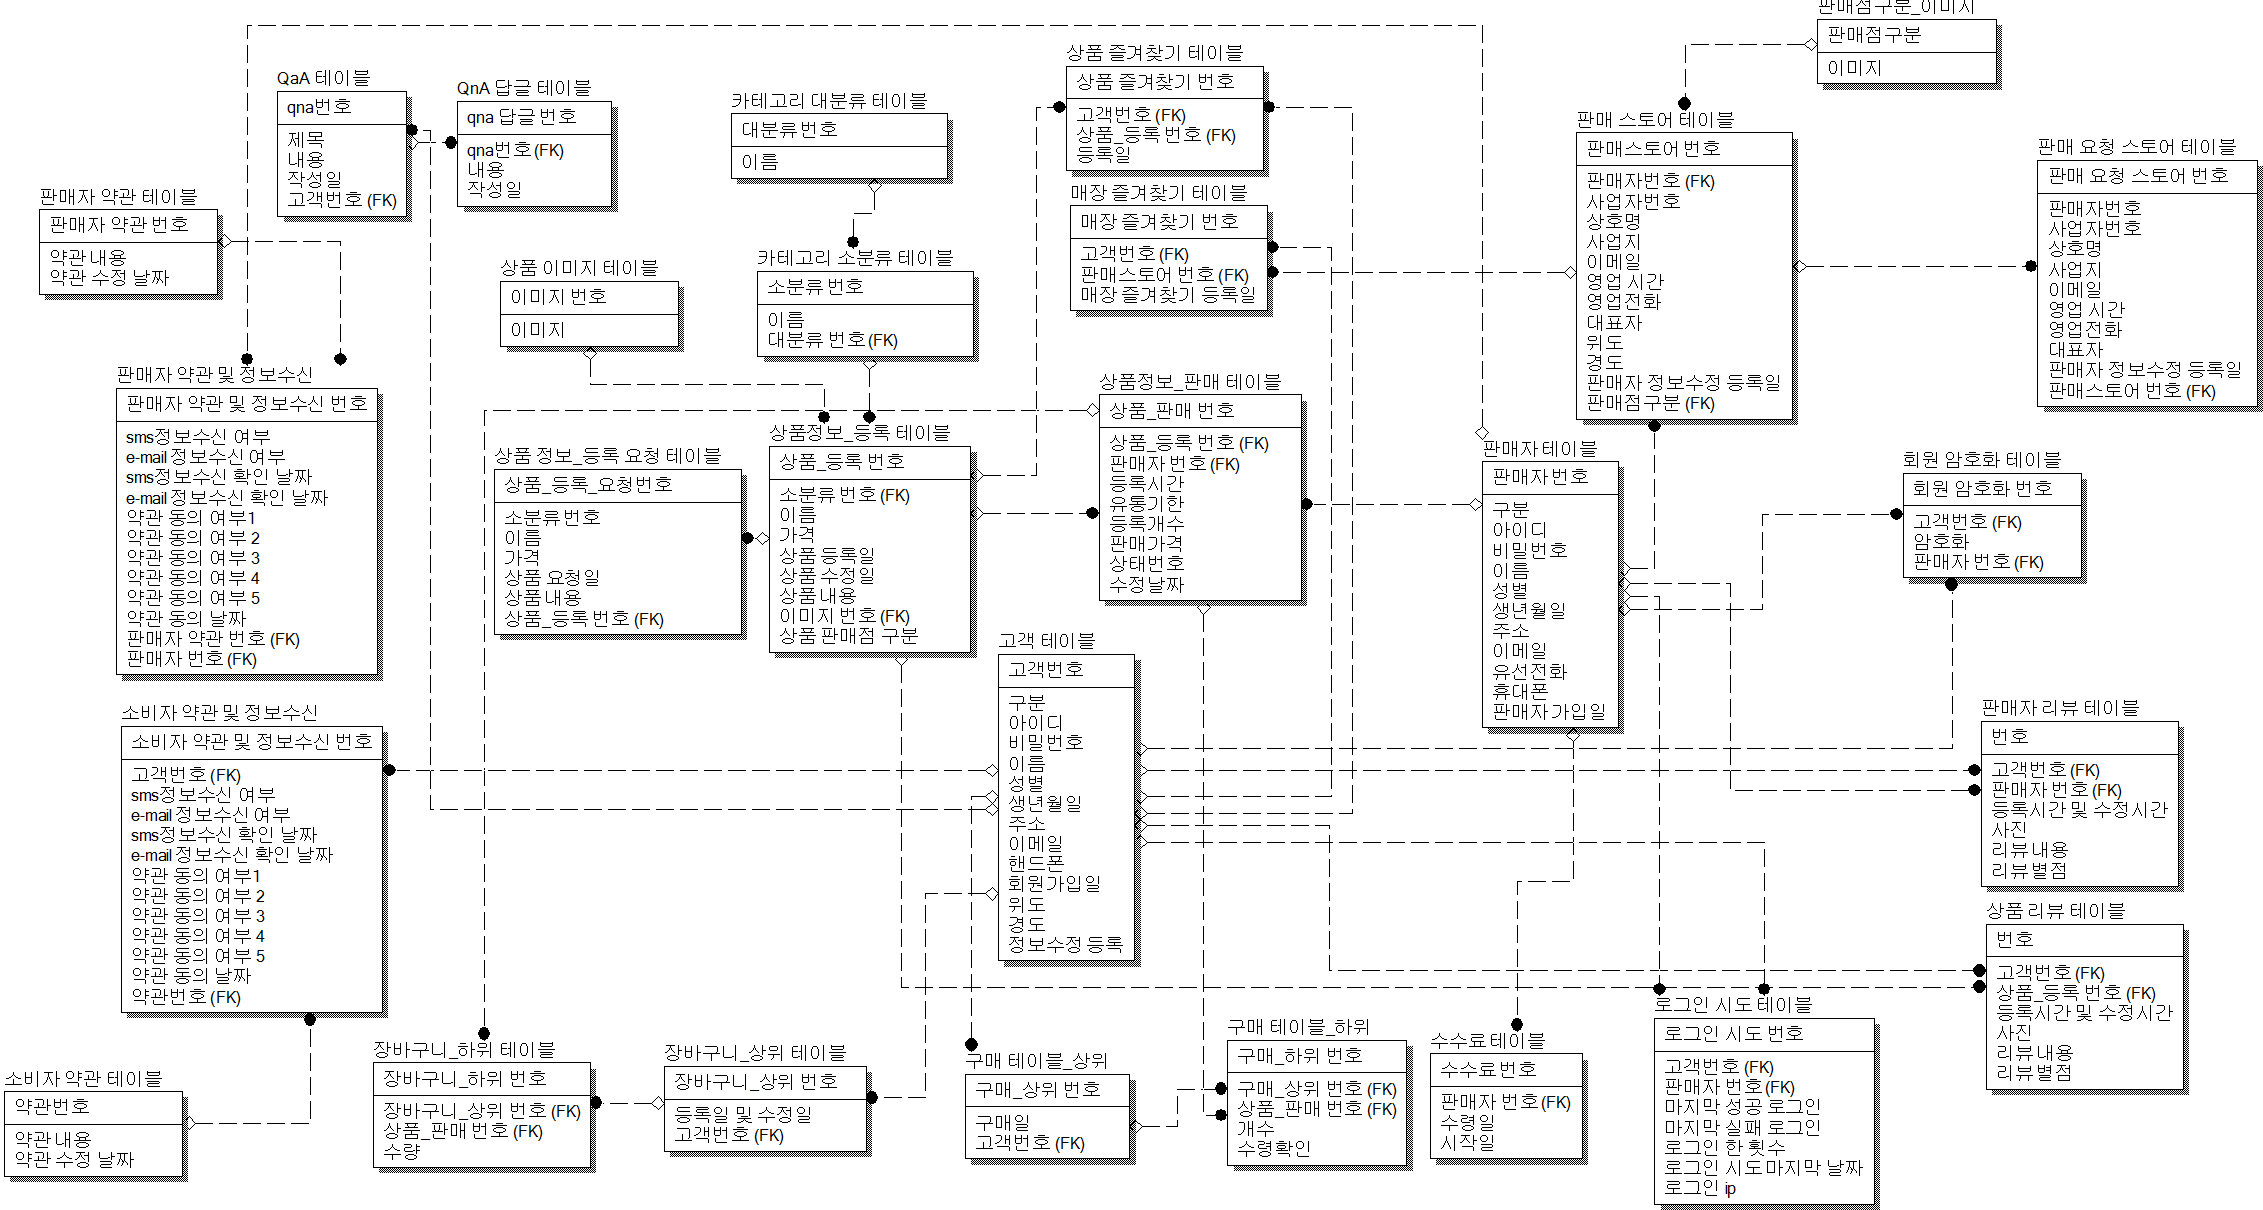 판매점구분_이미지
판매점구분
이미지
상품 즐겨찾기 테이블
상품 즐겨찾기 번호
고객번호 (FK)
상품_등록 번호 (FK)
등록일
QaA 테이블
qna번호
제목
내용
작성일
고객번호 (FK)
QnA 답글 테이블
qna 답글 번호
qna번호 (FK)
내용
작성일
카테고리 대분류 테이블
대분류 번호
이름
판매 스토어 테이블
판매스토어 번호
판매자번호 (FK)
사업자번호
상호명
사업지
이메일
영업 시간
영업전화
대표자
위도
경도
판매자 정보수정 등록일
판매점구분 (FK)
판매 요청 스토어 테이블
판매 요청 스토어 번호
판매자번호
사업자번호
상호명
사업지
이메일
영업 시간
영업전화
대표자
판매자 정보수정 등록일
판매스토어 번호 (FK)
판매자 약관 테이블
판매자 약관 번호
약관 내용
약관 수정 날짜
매장 즐겨찾기 테이블
매장 즐겨찾기 번호
고객번호 (FK)
판매스토어 번호 (FK)
매장 즐겨찾기 등록일
상품 이미지 테이블
이미지 번호
이미지
카테고리 소분류 테이블
소분류 번호
이름
대분류 번호 (FK)
판매자 약관 및 정보수신
판매자 약관 및 정보수신 번호
sms정보수신 여부
e-mail 정보수신 여부
sms정보수신 확인 날짜
e-mail 정보수신 확인 날짜
약관 동의 여부1
약관 동의 여부 2
약관 동의 여부 3
약관 동의 여부 4
약관 동의 여부 5
약관 동의 날짜
판매자 약관 번호 (FK)
판매자 번호 (FK)
상품정보_판매 테이블
상품_판매 번호
상품_등록 번호 (FK)
판매자 번호 (FK)
등록시간
유통기한
등록개수
판매가격
상태번호
수정날짜
상품정보_등록 테이블
상품_등록 번호
소분류 번호 (FK)
이름
가격
상품 등록일
상품 수정일
상품 내용
이미지 번호 (FK)
상품 판매점 구분
상품 정보_등록 요청 테이블
상품_등록_요청번호
소분류 번호
이름
가격
상품 요청일
상품 내용
상품_등록 번호 (FK)
판매자 테이블
판매자 번호
구분
아이디
비밀번호
이름
성별
생년월일
주소
이메일
유선전화
휴대폰
판매자 가입일
회원 암호화 테이블
회원 암호화 번호
고객번호 (FK)
암호화
판매자 번호 (FK)
고객 테이블
고객번호
구분
아이디
비밀번호
이름
성별
생년월일
주소
이메일
핸드폰
회원가입일
위도
경도
정보수정 등록
소비자 약관 및 정보수신
소비자 약관 및 정보수신 번호
고객번호 (FK)
sms정보수신 여부
e-mail 정보수신 여부
sms정보수신 확인 날짜
e-mail 정보수신 확인 날짜
약관 동의 여부1
약관 동의 여부 2
약관 동의 여부 3
약관 동의 여부 4
약관 동의 여부 5
약관 동의 날짜
약관번호 (FK)
판매자 리뷰 테이블
번호
고객번호 (FK)
판매자 번호 (FK)
등록시간 및 수정시간
사진
리뷰 내용
리뷰 별점
상품 리뷰 테이블
번호
고객번호 (FK)
상품_등록 번호 (FK)
등록시간 및 수정시간
사진
리뷰 내용
리뷰 별점
소비자 약관 테이블
약관번호
약관 내용
약관 수정 날짜
장바구니_하위 테이블
장바구니_하위 번호
장바구니_상위 번호 (FK)
상품_판매 번호 (FK)
수량
장바구니_상위 테이블
장바구니_상위 번호
등록일 및 수정일
고객번호 (FK)
구매 테이블_상위
구매_상위 번호
구매일
고객번호 (FK)
구매 테이블_하위
구매_하위 번호
구매_상위 번호 (FK)
상품_판매 번호 (FK)
개수
수령확인
수수료 테이블
수수료 번호
판매자 번호 (FK)
수령일
시작일
로그인 시도 테이블
로그인 시도 번호
고객번호 (FK)
판매자 번호 (FK)
마지막 성공 로그인
마지막 실패 로그인
로그인 한 횟수
로그인 시도 마지막 날짜
로그인 ip